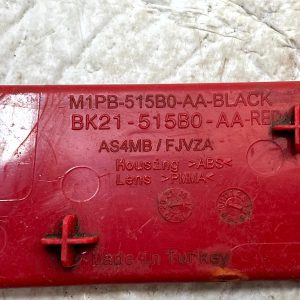 M1PB-515B0-AA-BLACK
BK21-515B0-AA-RED
AS4MB / FJVZA
Housing >ABS<
Lens >PMMA<
Made in Turkey